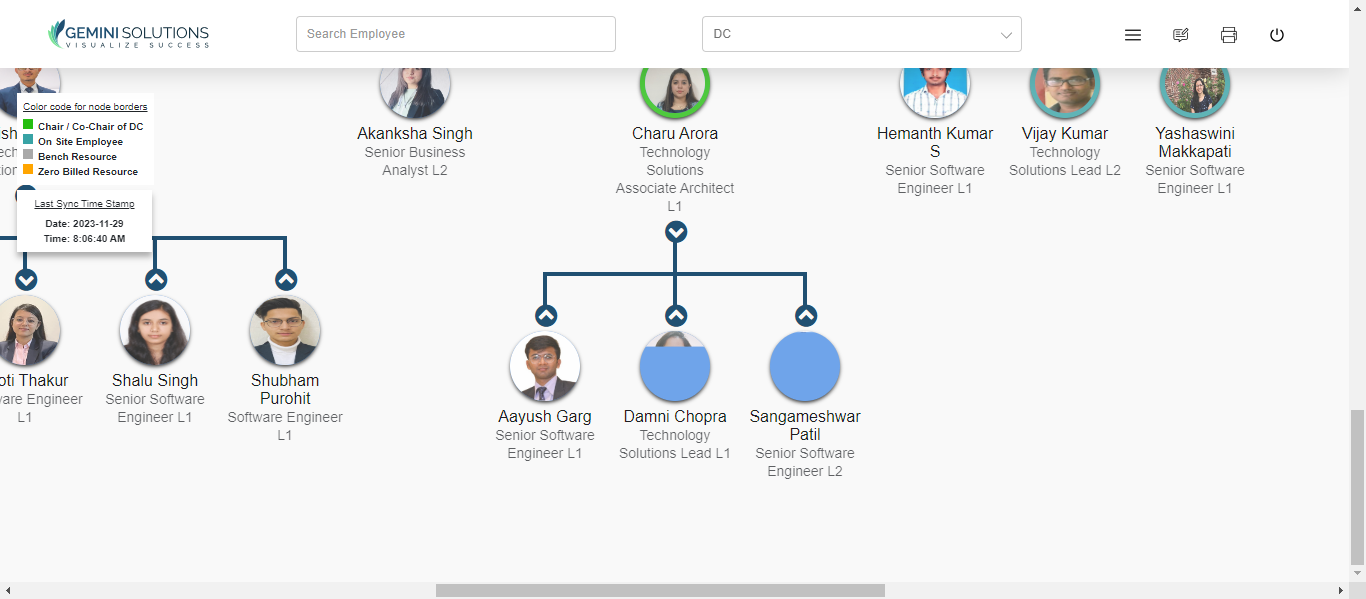 GEMINI SOLUTIONS
VISUALIZE SUCCESS
Search Employee
DC
Color code for node borders
Chair / Co-Chair of DC
On Site Employee
Bench Resource
Zero Billed Resource
Last Sync Time Stamp
Date: 2023-11-29
Time: 8:06:40 AM
Akanksha Singh
Senior Business
Analyst L2
Charu Arora
Technology
Solutions
Associate Architect
L1
Hemanth Kumar
S
Senior Software
Engineer L1
Vijay Kumar
Technology
Solutions Lead L2
Yashaswini
Makkapati
Senior Software
Engineer L1
oti Thakur
are Engineer
L1
Shalu Singh
Senior Software
Engineer L1
Shubham
Purohit
Software Engineer
L1
Aayush Garg
Senior Software
Engineer L1
Damni Chopra
Technology
Solutions Lead L1
Sangameshwar
Patil
Senior Software
Engineer L2